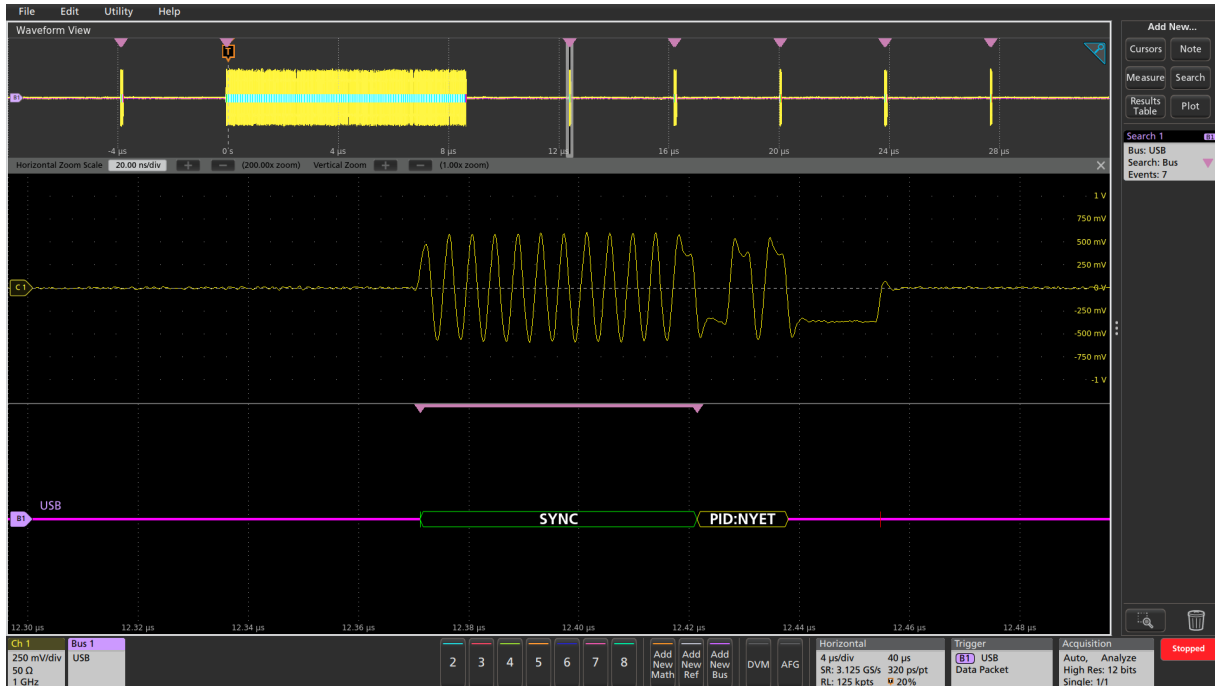 File Edit Utility Help
Waveform View
Add New...
Cursors Note
Measure Search
Results Table Plot
Search 1 B1
Bus: USB
Search: Bus
Events: 7
T
B1
-4 µs 0 s 4 µs 8 µs 12 µs 16 µs 20 µs 24 µs 28 µs
Horizontal Zoom Scale 20.00 ns/div + − (200.00x zoom) Vertical Zoom + − (1.00x zoom) ×
1 V
750 mV
500 mV
250 mV
C1 0 V
-250 mV
-500 mV
-750 mV
-1 V
USB
B1 SYNC PID:NYET
12.30 µs 12.32 µs 12.34 µs 12.36 µs 12.38 µs 12.40 µs 12.42 µs 12.44 µs 12.46 µs 12.48 µs
Ch 1
250 mV/div
50 Ω
1 GHz
Bus 1
USB
2 3 4 5 6 7 8
Add New Math
Add New Ref
Add New Bus
DVM AFG
Horizontal
4 µs/div 40 µs
SR: 3.125 GS/s 320 ps/pt
RL: 125 kpts 20%
Trigger
B1 USB
Data Packet
Acquisition
Auto, Analyze
High Res: 12 bits
Single: 1/1
Stopped